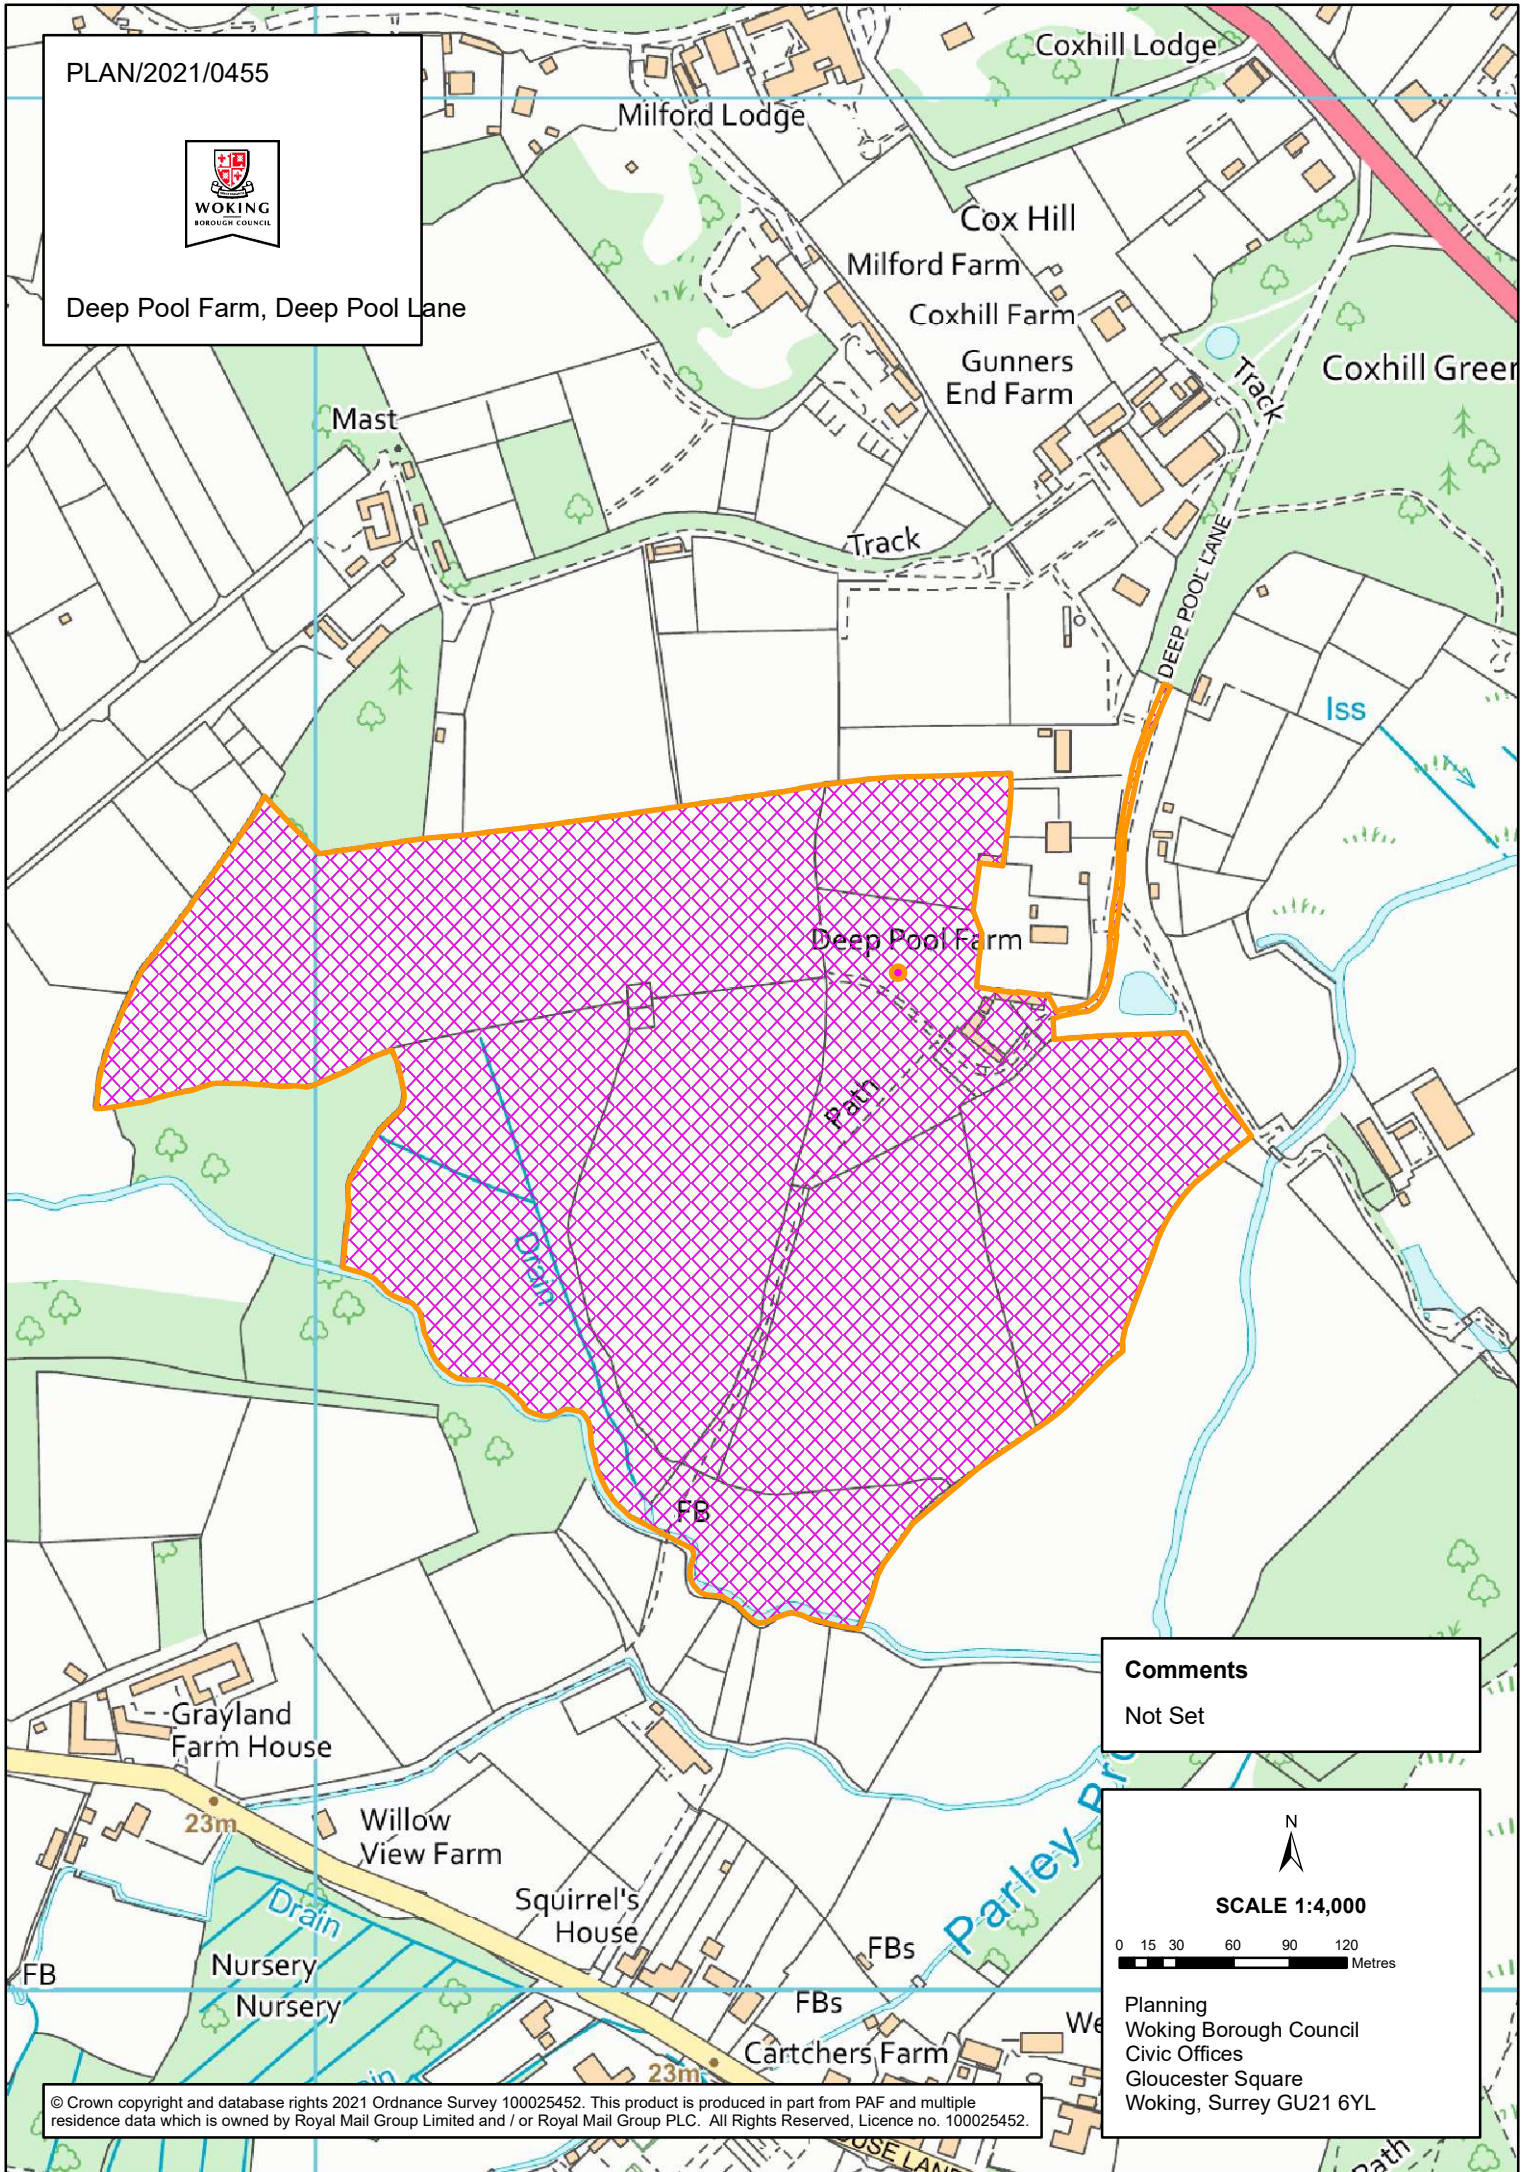 PLAN/2021/0455
WOKING
BOROUGH COUNCIL
Deep Pool Farm, Deep Pool Lane
Coxhill Lodge
Milford Lodge
Cox Hill
Milford Farm
Coxhill Farm
Gunners
End Farm
Track
Coxhill Green
Mast
Track
DEEP POOL LANE
Iss
Deep Pool Farm
Path
Drain
FB
Grayland
Farm House
23m
Willow
View Farm
Squirrel's
House
Drain
Nursery
Nursery
FB
FBs
FBs
Parley Bro
We
Cartchers Farm
23m
Path
Comments
Not Set
N
SCALE 1:4,000
0 15 30 60 90 120
Metres
Planning
Woking Borough Council
Civic Offices
Gloucester Square
Woking, Surrey GU21 6YL
© Crown copyright and database rights 2021 Ordnance Survey 100025452. This product is produced in part from PAF and multiple
residence data which is owned by Royal Mail Group Limited and / or Royal Mail Group PLC. All Rights Reserved, Licence no. 100025452.